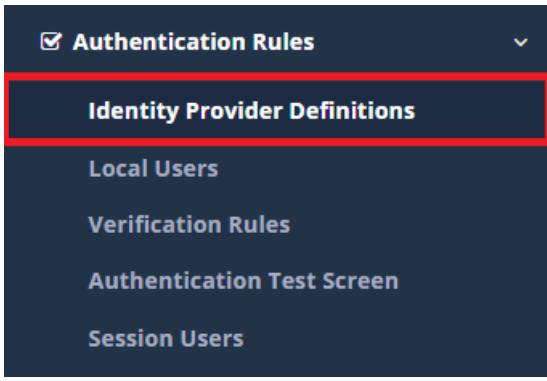 Authentication Rules
Identity Provider Definitions
Local Users
Verification Rules
Authentication Test Screen
Session Users